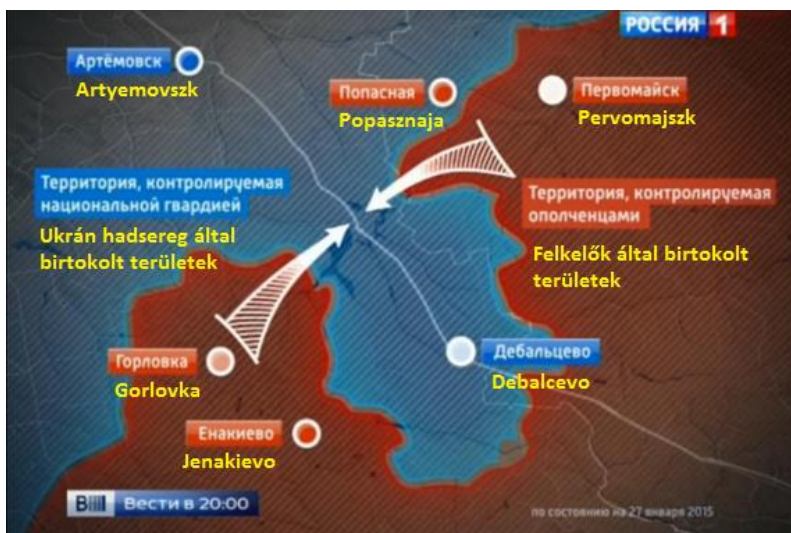 РОССИЯ 1
Артёмовск
Artyemovszk
Попасная
Popasznaja
Первомайск
Pervomajszk
Территория, контролируемая
национальной гвардией
Ukrán hadsereg által
birtokolt területek
Территория, контролируемая
ополченцами
Felkelők által birtokolt
területek
Горловка
Gorlovka
Дебальцево
Debalcevo
Енакиево
Jenakievo
В Вести в 20:00
по состоянию на 27 января 2015